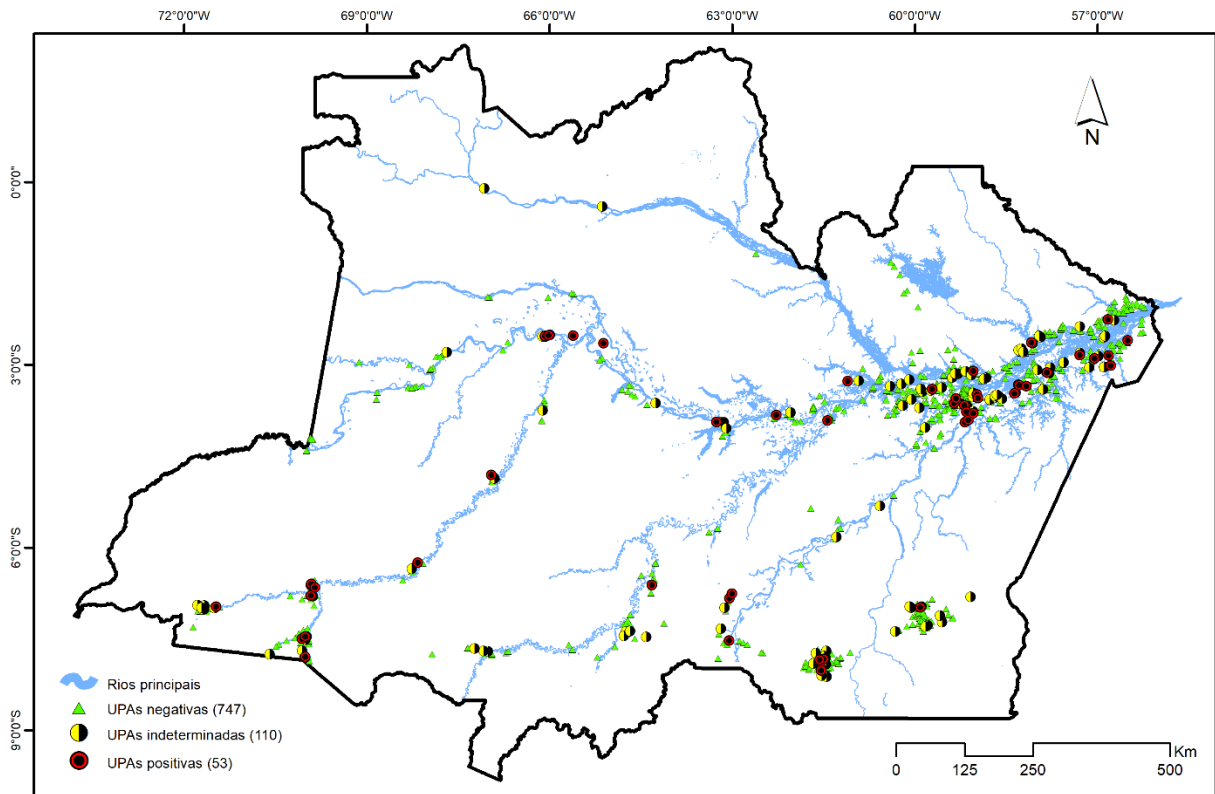 72°0'0"W 69°0'0"W 66°0'0"W 63°0'0"W 60°0'0"W 57°0'0"W
N
0°0'0"
3°0'0"S
6°0'0"S
9°0'0"S
Rios principais
UPAs negativas (747)
UPAs indeterminadas (110)
UPAs positivas (53)
Km
0 125 250 500